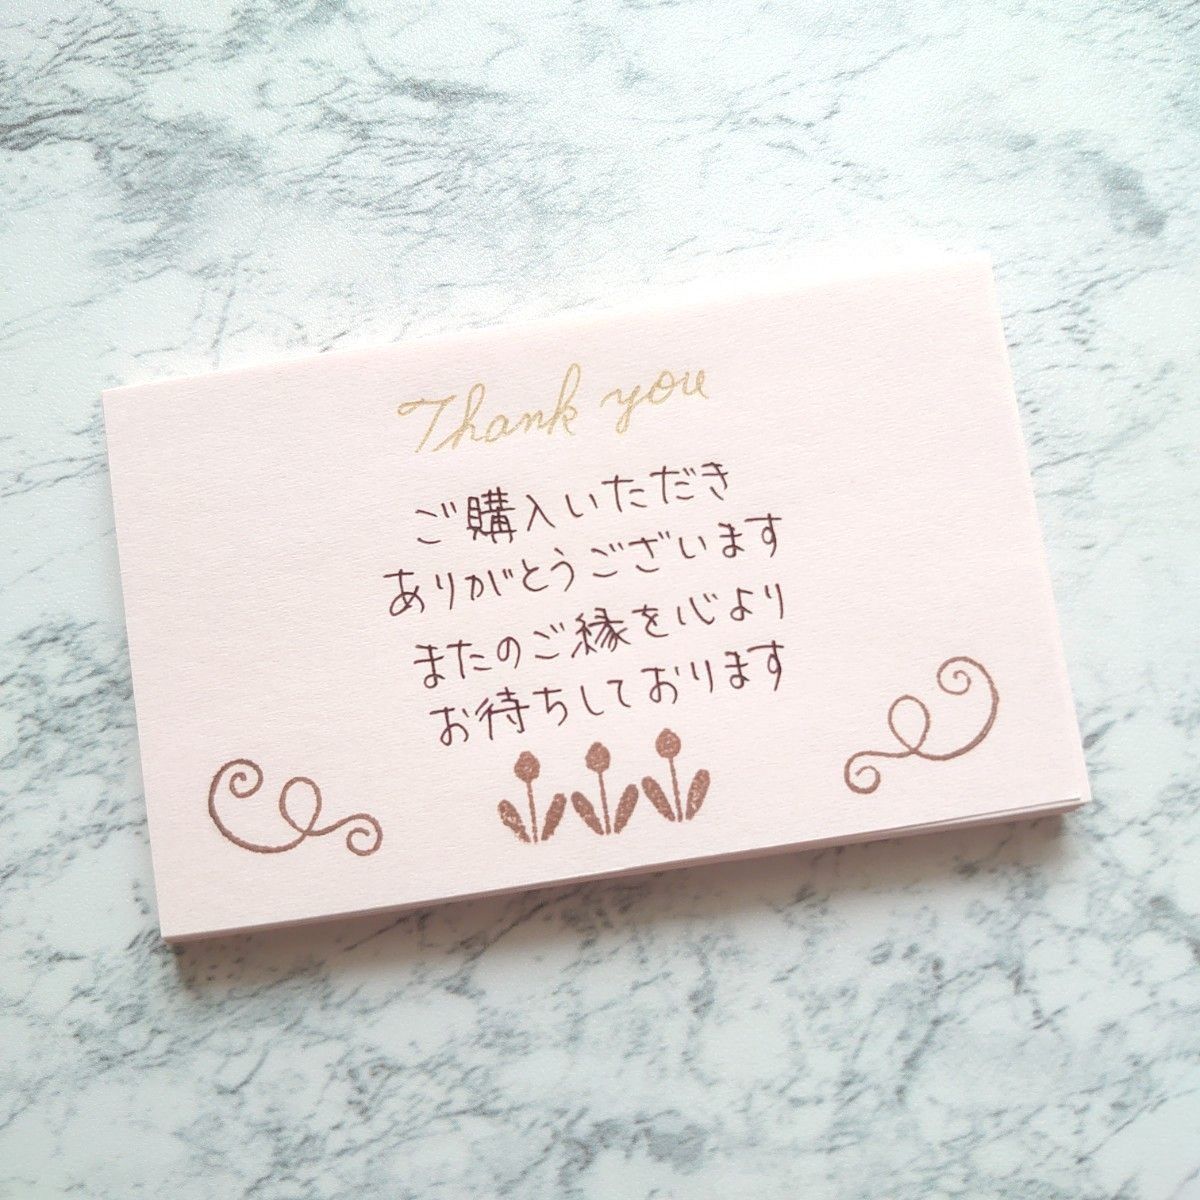 Thank you
ご購入いただき
ありがとうございます
またのご縁を心より
お待ちしております